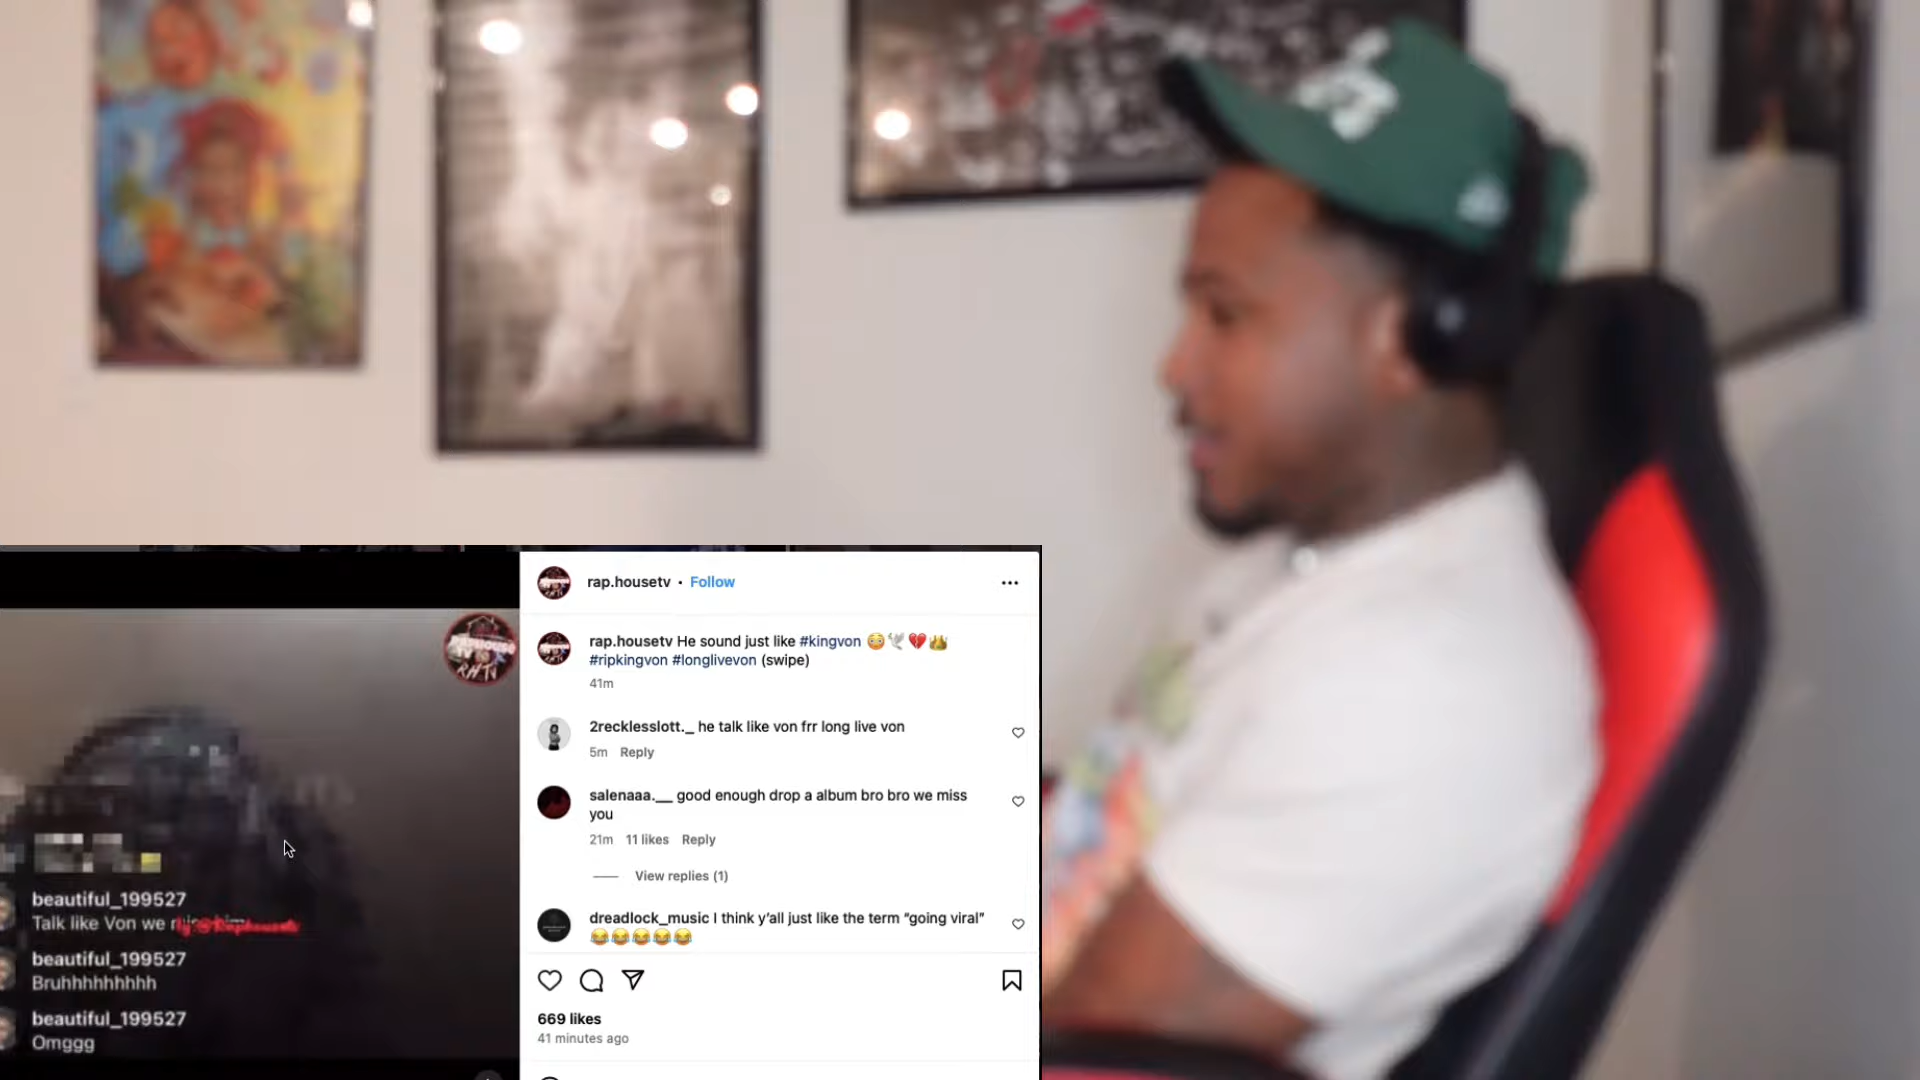 rap.housetv • Follow
rap.housetv He sound just like #kingvon 😳🕊💔👑
#ripkingvon #longlivevon (swipe)
41m
2recklesslott._ he talk like von frr long live von
5m Reply
salenaaa.__ good enough drop a album bro bro we miss
you
21m 11 likes Reply
View replies (1)
dreadlock_music I think y'all just like the term “going viral”
😂😂😂😂😂
669 likes
41 minutes ago
TV
RHTV
beautiful_199527
Talk like Von we
beautiful_199527
Bruhhhhhhhhh
beautiful_199527
Omggg